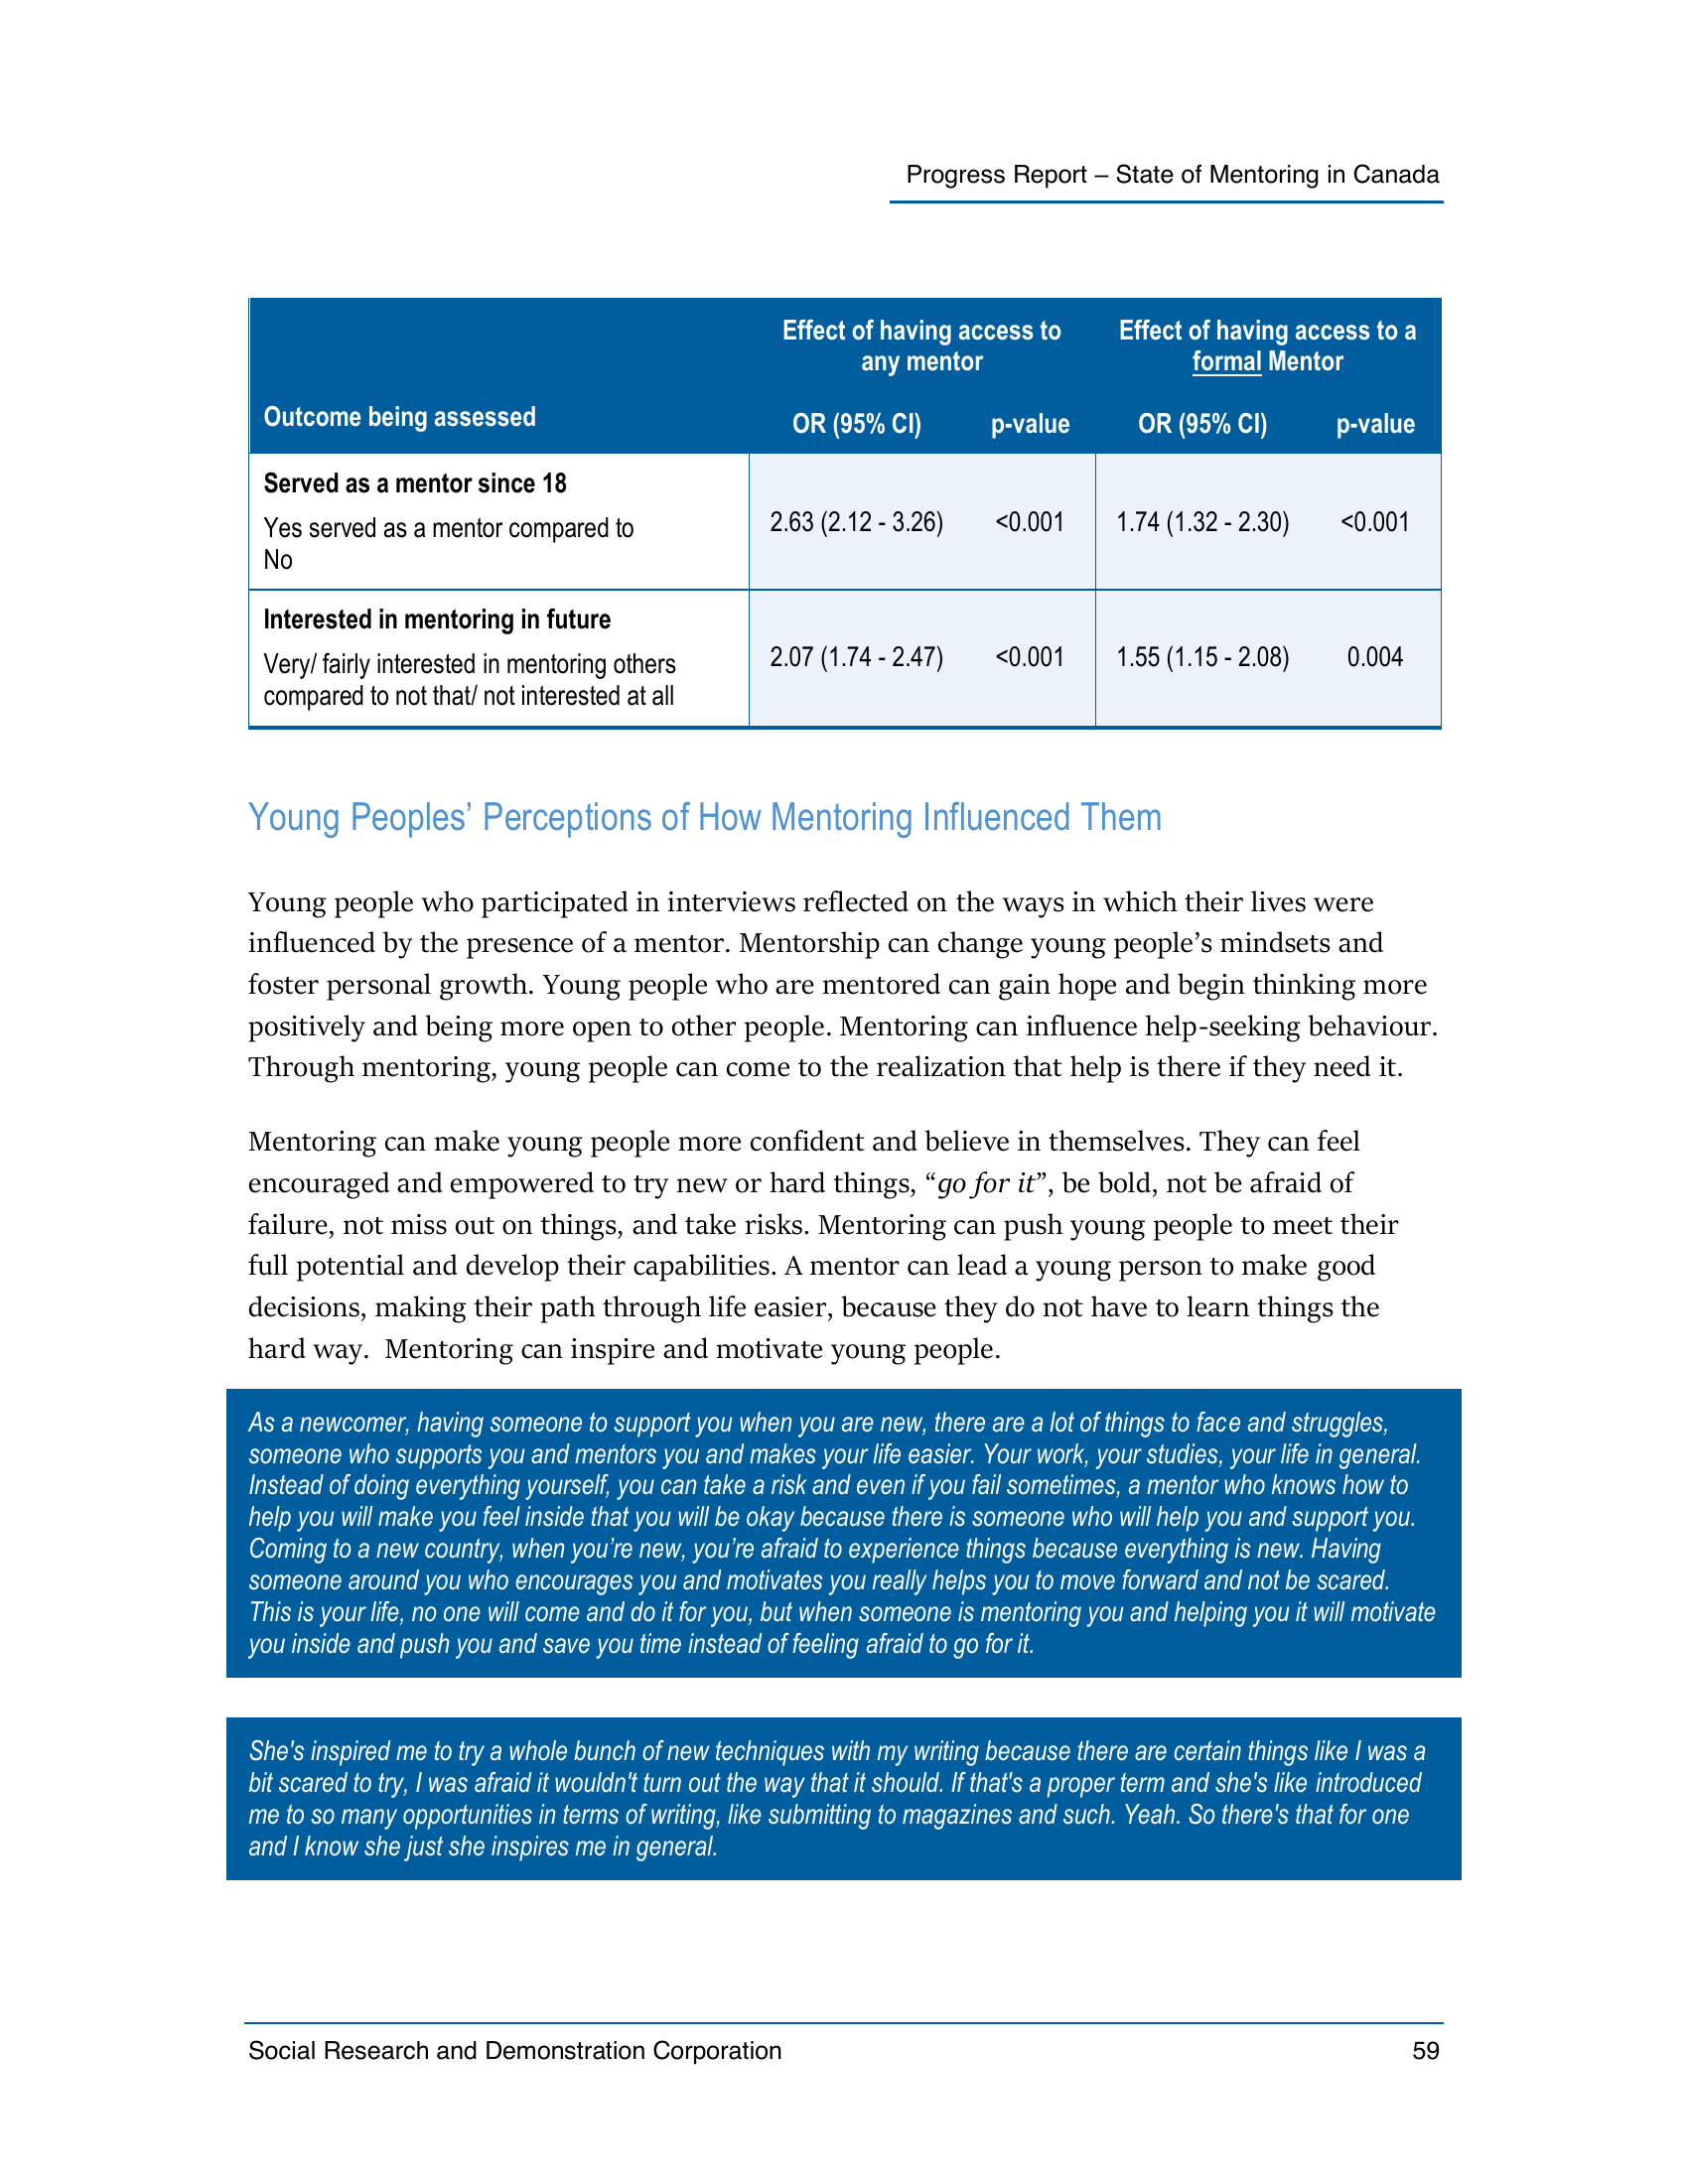 Progress Report – State of Mentoring in Canada
Effect of having access to any mentor
Effect of having access to a formal Mentor
Outcome being assessed
OR (95% CI) p-value OR (95% CI) p-value
Served as a mentor since 18
Yes served as a mentor compared to
No
2.63 (2.12 - 3.26) <0.001 1.74 (1.32 - 2.30) <0.001
Interested in mentoring in future
Very/ fairly interested in mentoring others
compared to not that/ not interested at all
2.07 (1.74 - 2.47) <0.001 1.55 (1.15 - 2.08) 0.004
Young Peoples’ Perceptions of How Mentoring Influenced Them
Young people who participated in interviews reflected on the ways in which their lives were
influenced by the presence of a mentor. Mentorship can change young people’s mindsets and
foster personal growth. Young people who are mentored can gain hope and begin thinking more
positively and being more open to other people. Mentoring can influence help-seeking behaviour.
Through mentoring, young people can come to the realization that help is there if they need it.
Mentoring can make young people more confident and believe in themselves. They can feel
encouraged and empowered to try new or hard things, “go for it”, be bold, not be afraid of
failure, not miss out on things, and take risks. Mentoring can push young people to meet their
full potential and develop their capabilities. A mentor can lead a young person to make good
decisions, making their path through life easier, because they do not have to learn things the
hard way.  Mentoring can inspire and motivate young people.
As a newcomer, having someone to support you when you are new, there are a lot of things to face and struggles,
someone who supports you and mentors you and makes your life easier. Your work, your studies, your life in general.
Instead of doing everything yourself, you can take a risk and even if you fail sometimes, a mentor who knows how to
help you will make you feel inside that you will be okay because there is someone who will help you and support you.
Coming to a new country, when you’re new, you’re afraid to experience things because everything is new. Having
someone around you who encourages you and motivates you really helps you to move forward and not be scared.
This is your life, no one will come and do it for you, but when someone is mentoring you and helping you it will motivate
you inside and push you and save you time instead of feeling afraid to go for it.
She's inspired me to try a whole bunch of new techniques with my writing because there are certain things like I was a
bit scared to try, I was afraid it wouldn't turn out the way that it should. If that's a proper term and she's like introduced
me to so many opportunities in terms of writing, like submitting to magazines and such. Yeah. So there's that for one
and I know she just she inspires me in general.
Social Research and Demonstration Corporation 59